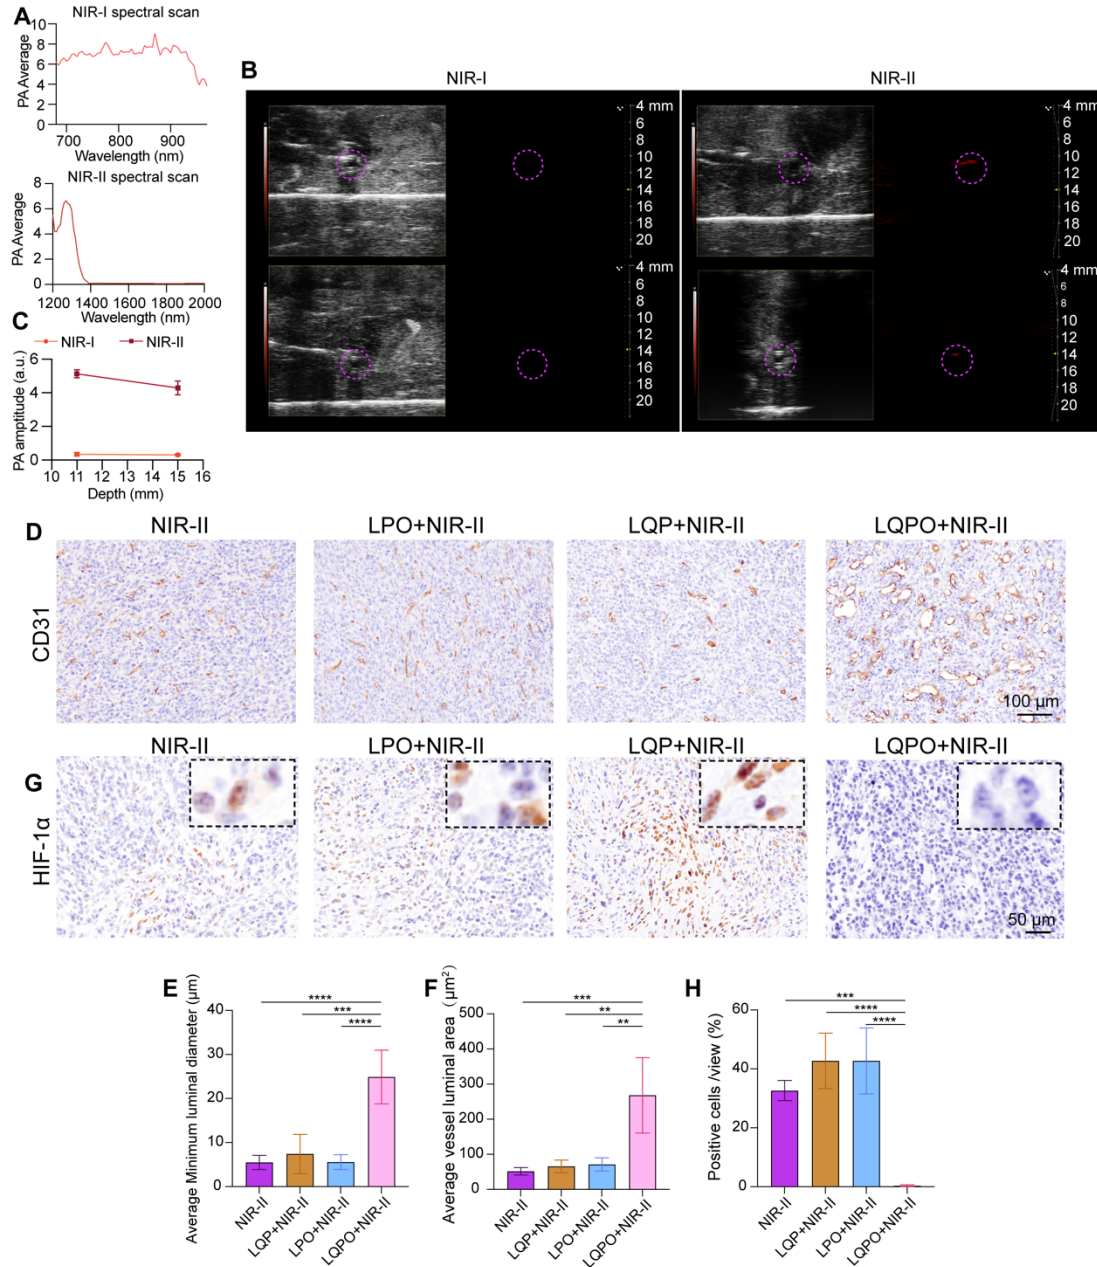 A
NIR-I spectral scan
PA Average
10
8
6
4
2
0
700 800 900
Wavelength (nm)
NIR-II spectral scan
PA Average
8
6
4
2
0
1200 1400 1600 1800 2000
Wavelength (nm)
B
NIR-I
NIR-II
4 mm
6
8
10
12
14
16
18
20
4 mm
6
8
10
12
14
16
18
20
4 mm
6
8
10
12
14
16
18
20
4 mm
6
8
10
12
14
16
18
20
C
NIR-I NIR-II
PA amptitude (a.u.)
6
4
2
0
10 11 12 13 14 15 16
Depth (mm)
D
NIR-II LPO+NIR-II LQP+NIR-II LQPO+NIR-II
CD31
100 µm
G
NIR-II LPO+NIR-II LQP+NIR-II LQPO+NIR-II
HIF-1α
50 µm
E
Average Minimum luminal diameter (µm)
40
30
20
10
0
****
***
****
NIR-II LQP+NIR-II LPO+NIR-II LQPO+NIR-II
F
Average vessel luminal area (µm²)
500
400
300
200
100
0
***
**
**
NIR-II LQP+NIR-II LPO+NIR-II LQPO+NIR-II
H
Positive cells /view (%)
60
40
20
0
***
****
****
NIR-II LQP+NIR-II LPO+NIR-II LQPO+NIR-II